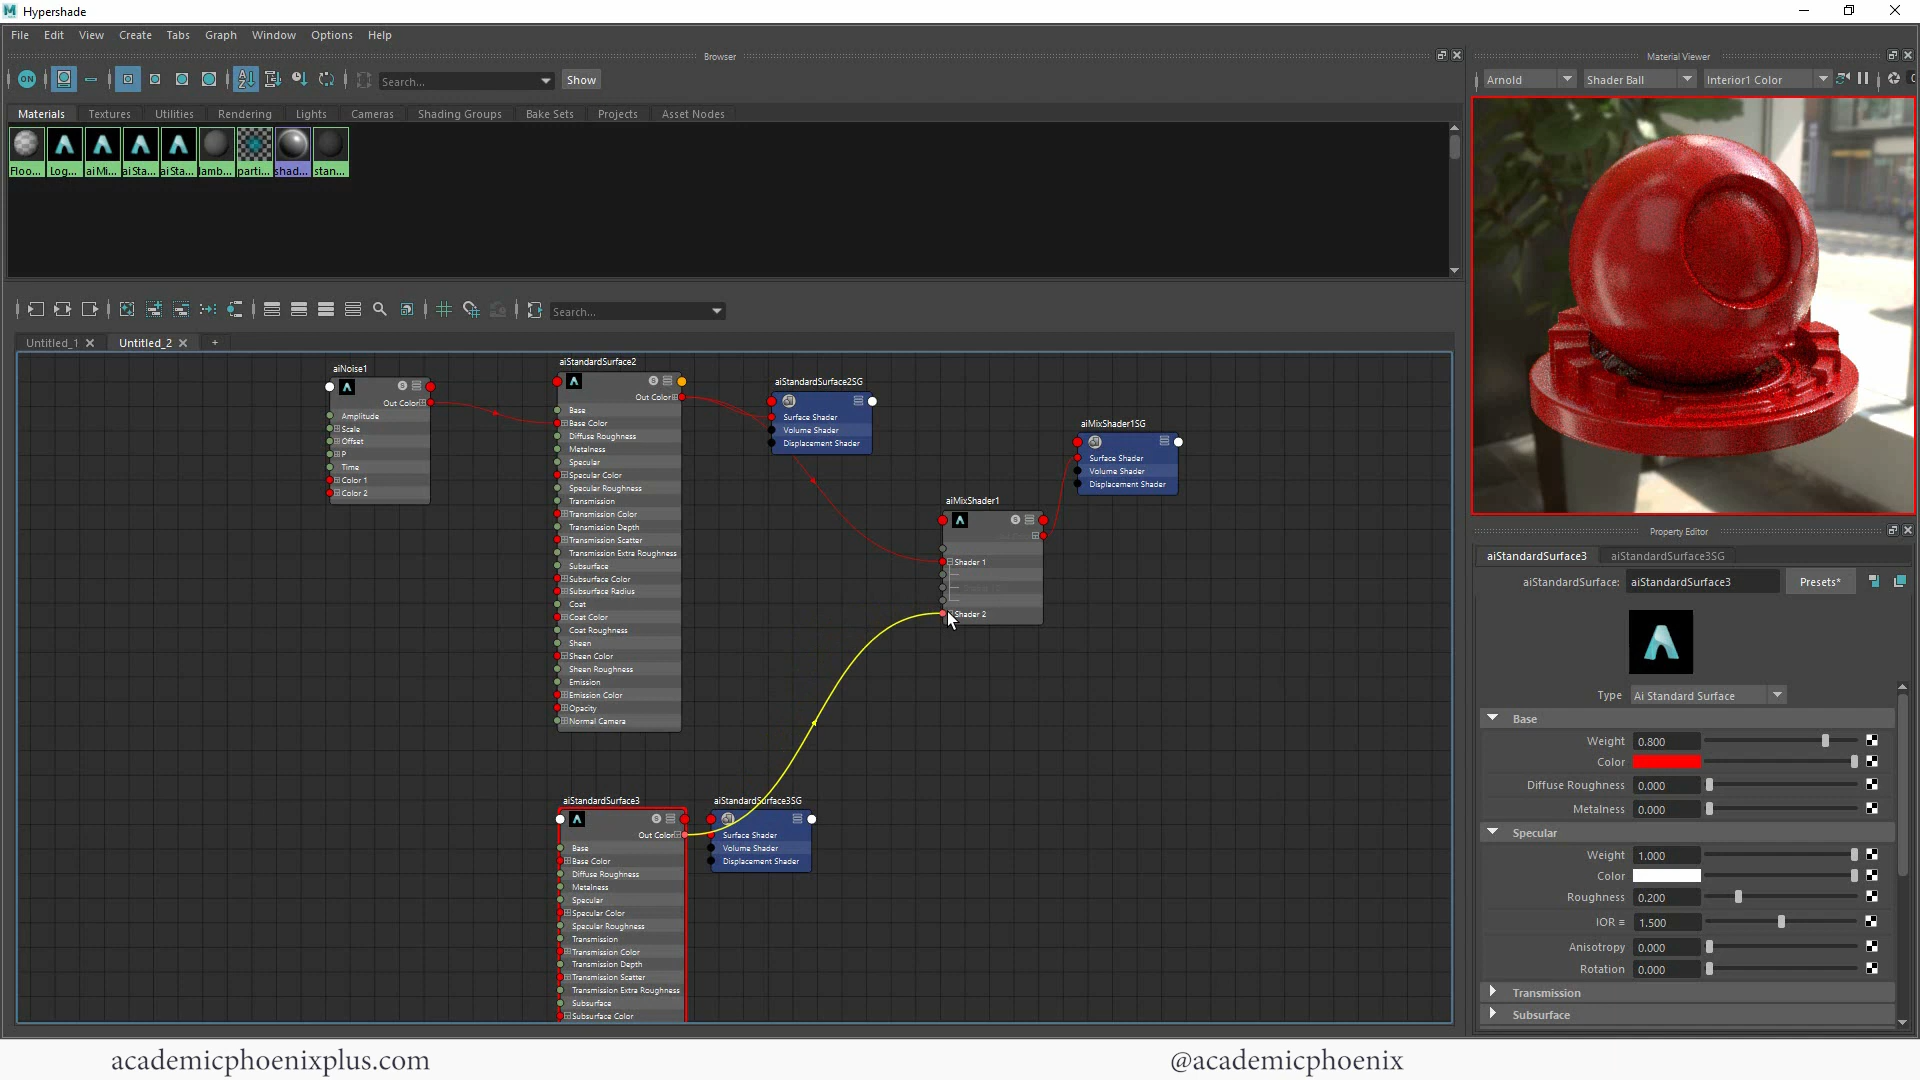 Hypershade
File Edit View Create Tabs Graph Window Options Help
Browser
Material Viewer
ON
Search...
Show
Arnold
Shader Ball
Interior1 Color
Materials Textures Utilities Rendering Lights Cameras Shading Groups Bake Sets Projects Asset Nodes
Floo... Log... aiMi... aiSta... aiSta... lamb... parti... shad... stan...
Search...
Untitled_1
Untitled_2
+
aiNoise1
Out Color
Amplitude
Scale
Offset
P
Time
Color 1
Color 2
aiStandardSurface2
Out Color
Base
Base Color
Diffuse Roughness
Metalness
Specular
Specular Color
Specular Roughness
Transmission
Transmission Color
Transmission Depth
Transmission Scatter
Transmission Extra Roughness
Subsurface
Subsurface Color
Subsurface Radius
Coat
Coat Color
Coat Roughness
Sheen
Sheen Color
Sheen Roughness
Emission
Emission Color
Opacity
Normal Camera
aiStandardSurface2SG
Surface Shader
Volume Shader
Displacement Shader
aiMixShader1
Shader 1
Shader 2
aiMixShader1SG
Surface Shader
Volume Shader
Displacement Shader
aiStandardSurface3
Out Color
Base
Base Color
Diffuse Roughness
Metalness
Specular
Specular Color
Specular Roughness
Transmission
Transmission Color
Transmission Depth
Transmission Scatter
Transmission Extra Roughness
Subsurface
Subsurface Color
aiStandardSurface3SG
Surface Shader
Volume Shader
Displacement Shader
Property Editor
aiStandardSurface3 aiStandardSurface3SG
aiStandardSurface: aiStandardSurface3 Presets*
Type Ai Standard Surface
Base
Weight 0.800
Color
Diffuse Roughness 0.000
Metalness 0.000
Specular
Weight 1.000
Color
Roughness 0.200
IOR 1.500
Anisotropy 0.000
Rotation 0.000
Transmission
Subsurface
academicphoenixplus.com
@academicphoenix